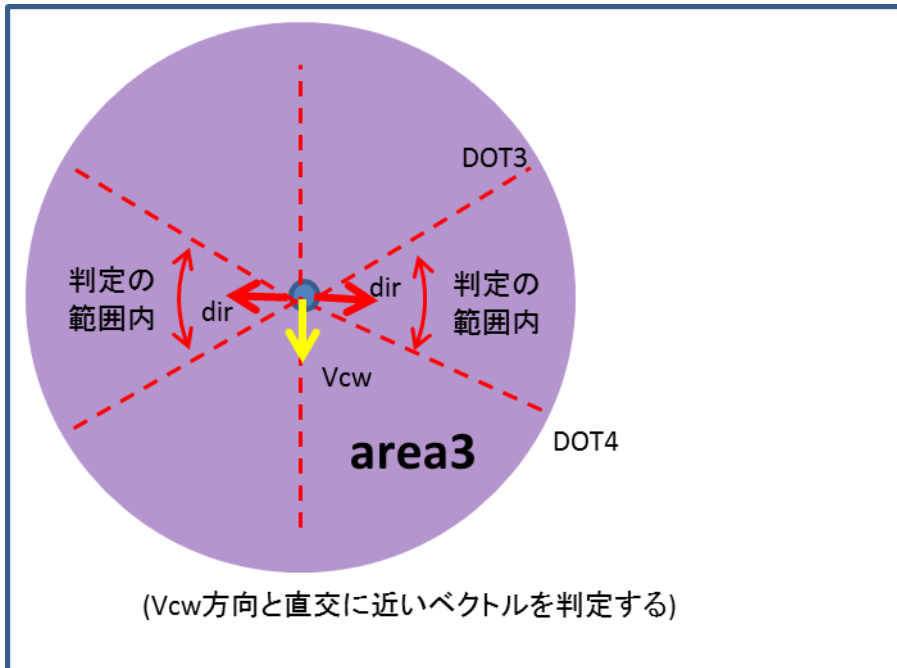 DOT3
判定の
範囲内
dir
dir
判定の
範囲内
Vcw
area3
DOT4
(Vcw方向と直交に近いベクトルを判定する)